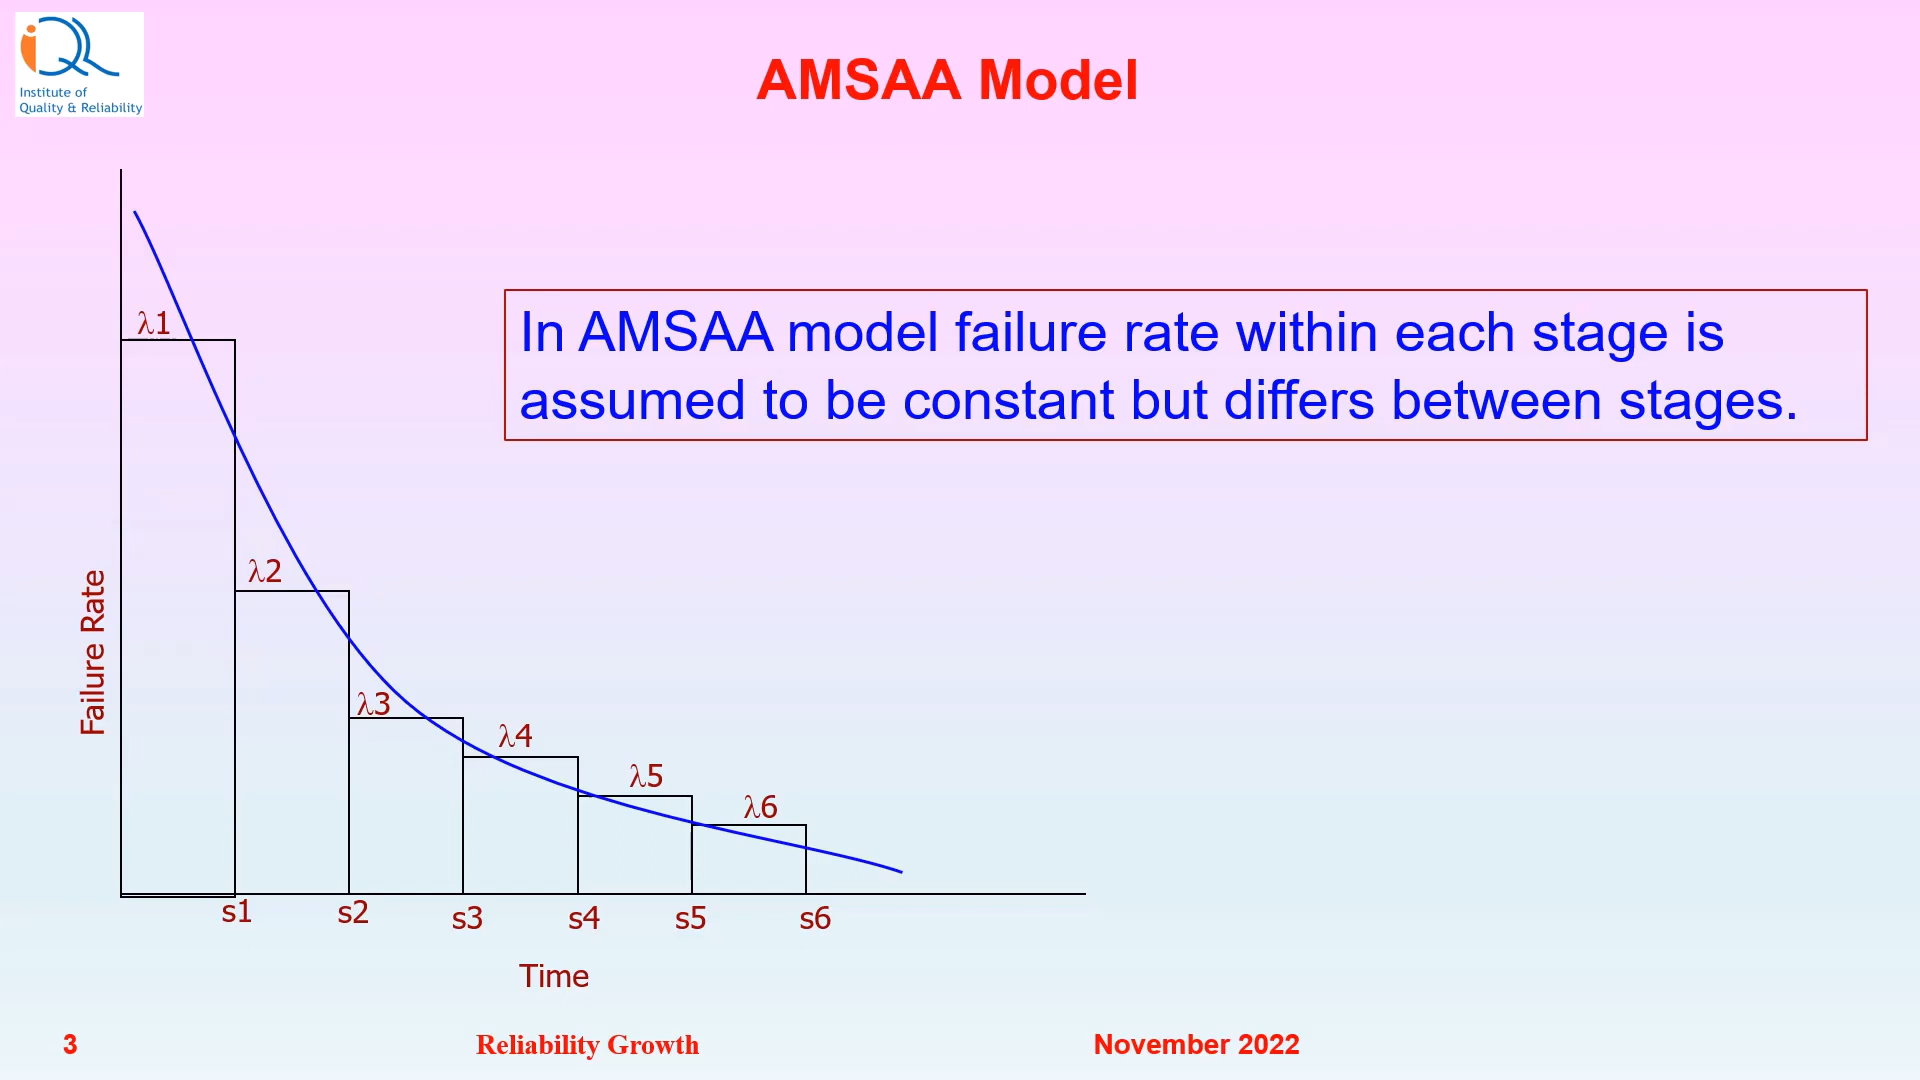 iQR
Institute of
Quality & Reliability
AMSAA Model
In AMSAA model failure rate within each stage is
assumed to be constant but differs between stages.
Failure Rate
λ1
λ2
λ3
λ4
λ5
λ6
s1
s2
s3
s4
s5
s6
Time
3
Reliability Growth
November 2022